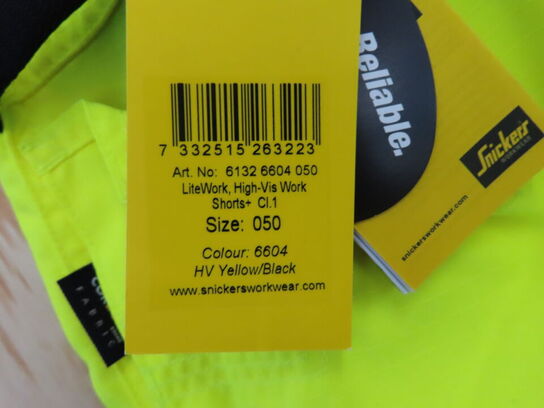 7 332515 263223
Art. No: 6132 6604 050
LiteWork, High-Vis Work
Shorts+ Cl.1
Size: 050
Colour: 6604
HV Yellow/Black
www.snickersworkwear.com
Reliable.
Snickers
WORKWEAR
snickersworkwear.com
FABRIC